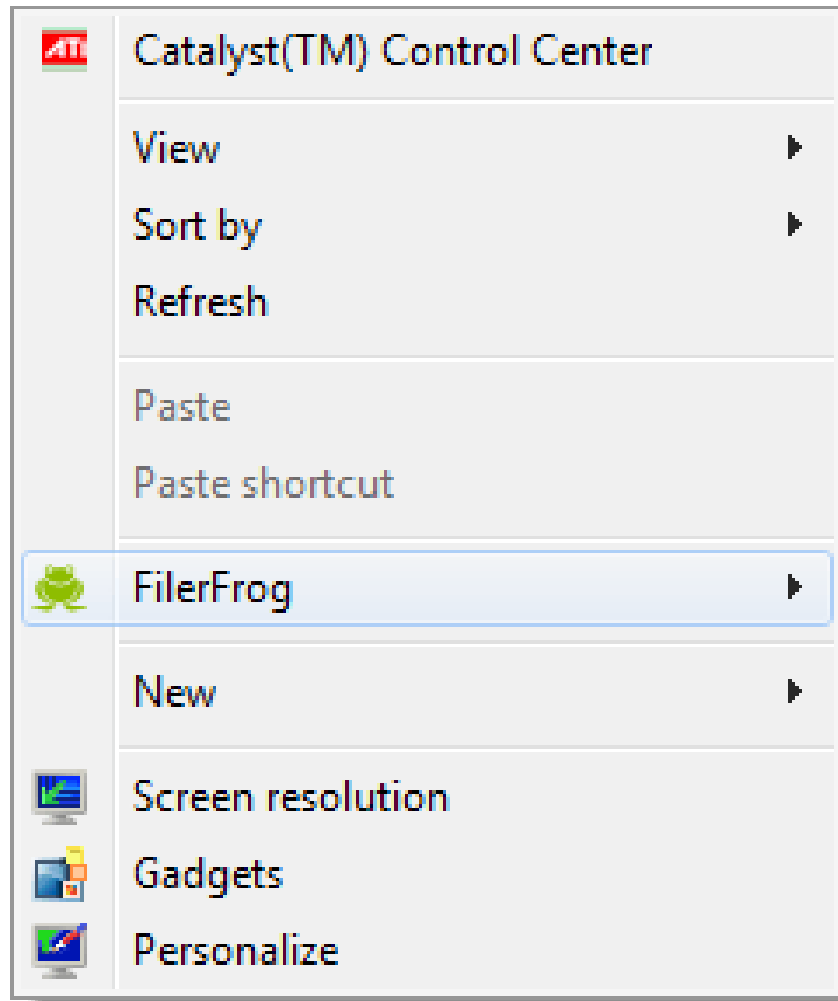 ATI
Catalyst(TM) Control Center
View
Sort by
Refresh
Paste
Paste shortcut
FilerFrog
New
Screen resolution
Gadgets
Personalize